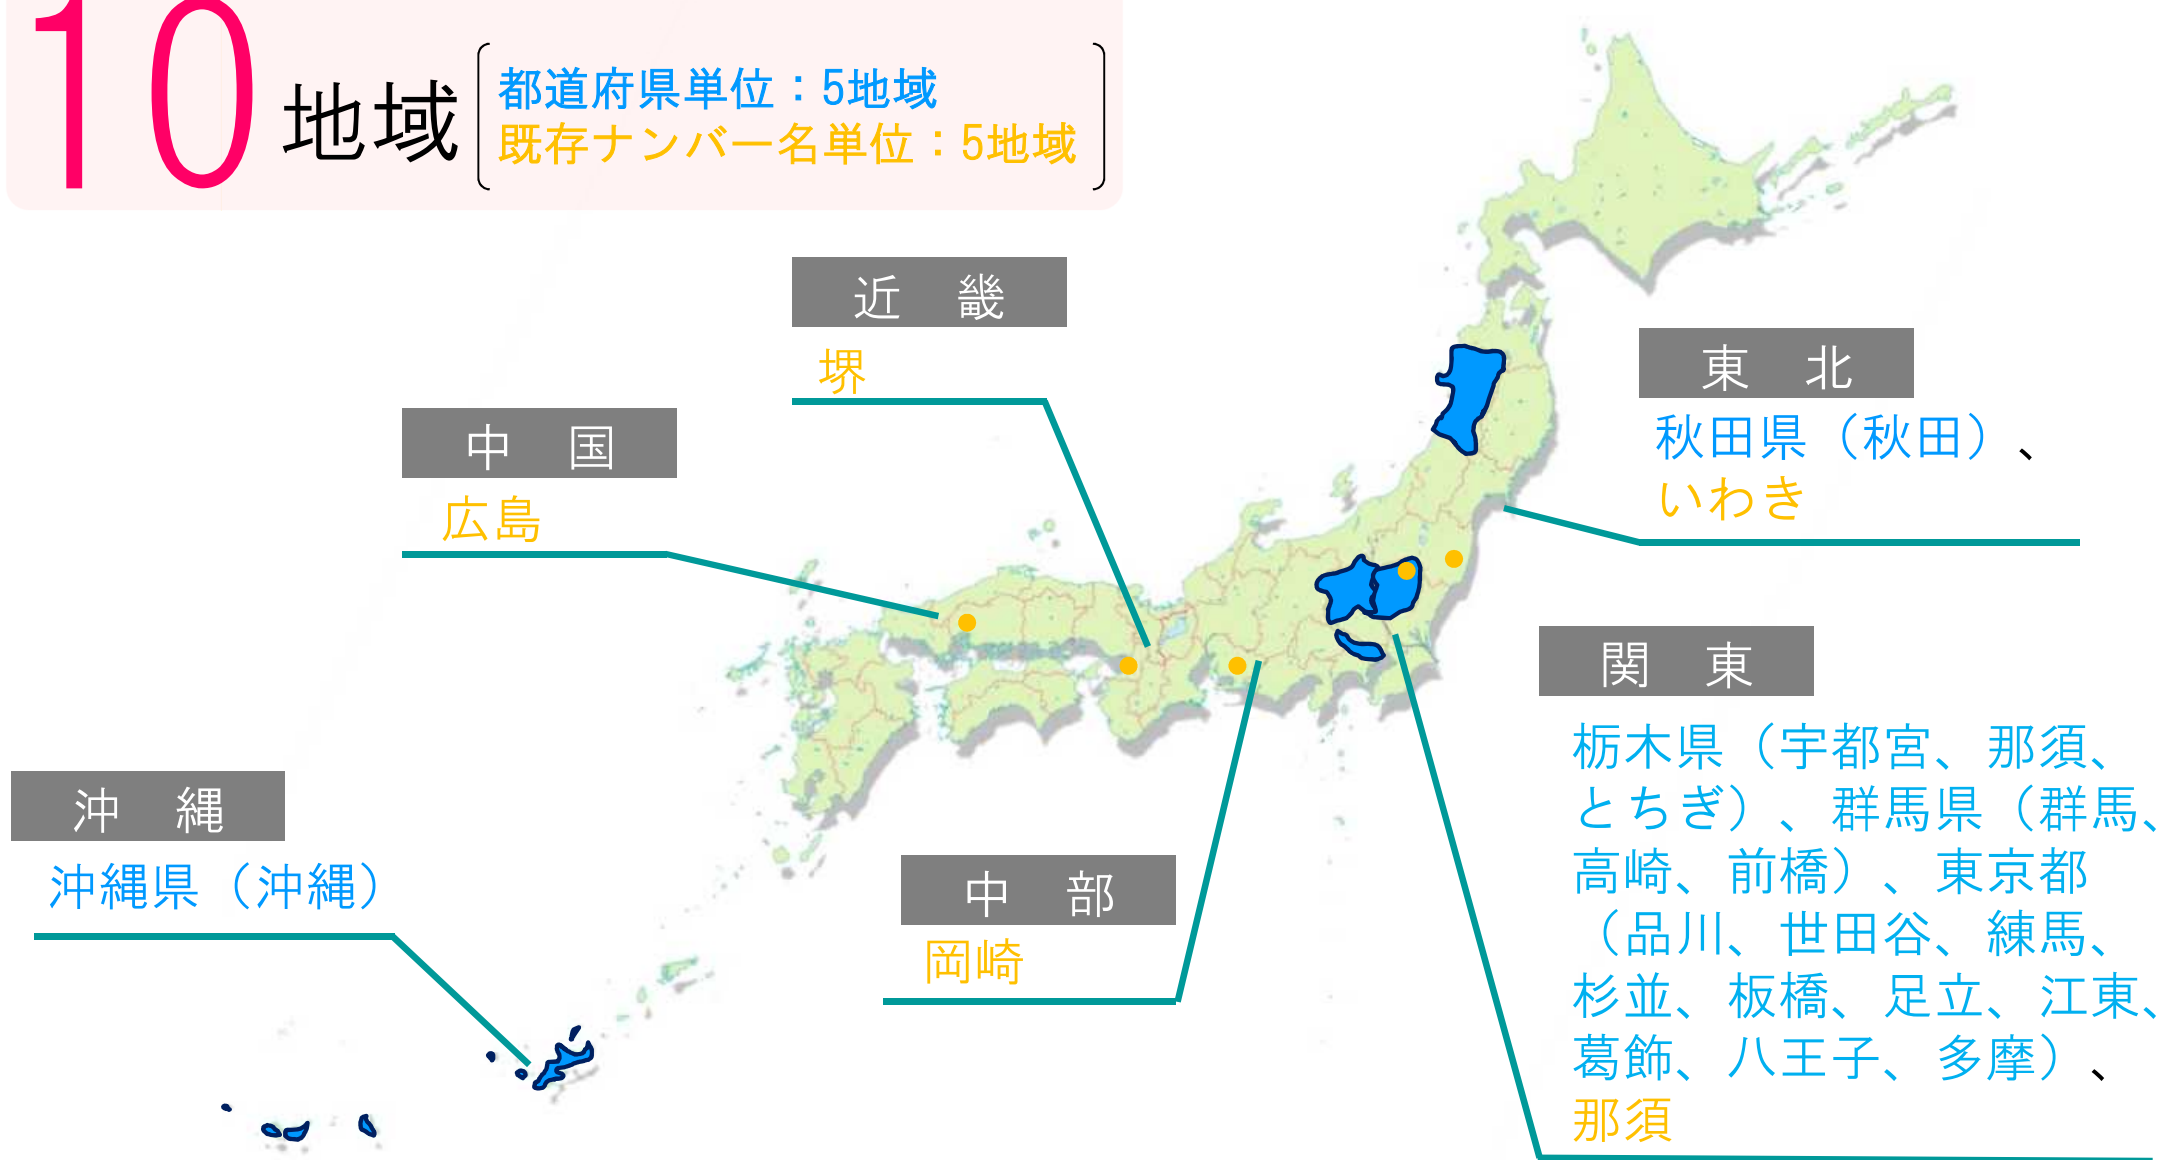 10地域
都道府県単位：5地域
既存ナンバー名単位：5地域
近 畿
堺
中 国
広島
東 北
秋田県（秋田）、
いわき
関 東
栃木県（宇都宮、那須、
とちぎ）、群馬県（群馬、
高崎、前橋）、東京都
（品川、世田谷、練馬、
杉並、板橋、足立、江東、
葛飾、八王子、多摩）、
那須
沖 縄
沖縄県（沖縄）
中 部
岡崎